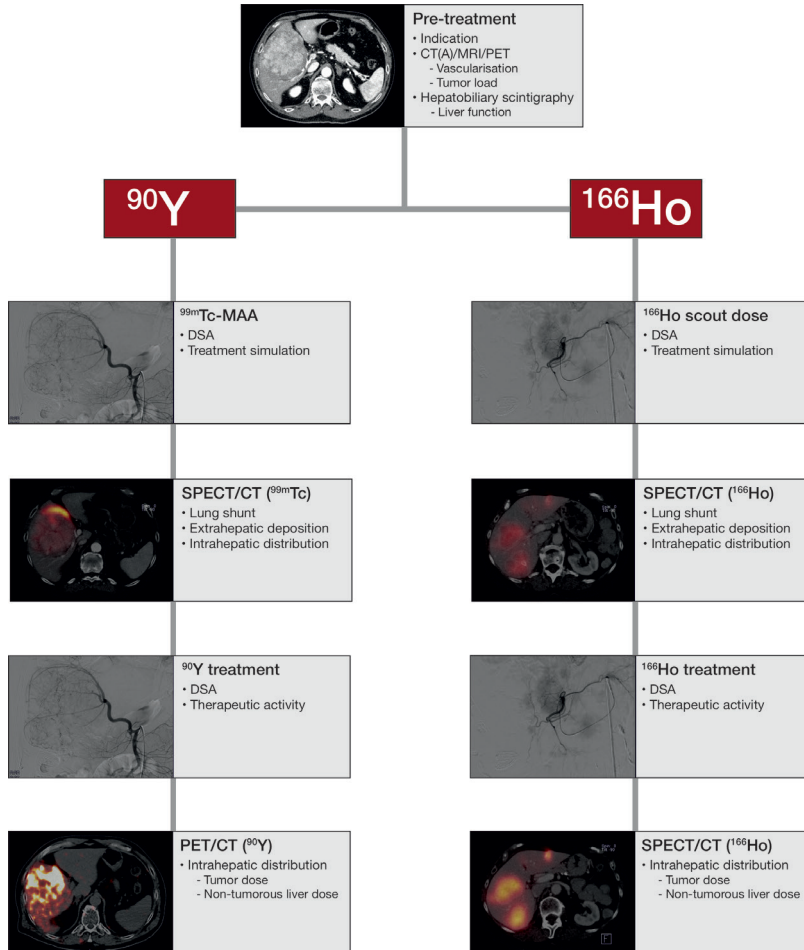 Pre-treatment
• Indication
• CT(A)/MRI/PET
- Vascularisation
- Tumor load
• Hepatobiliary scintigraphy
- Liver function
⁹⁰Y
¹⁶⁶Ho
⁹⁹ᵐTc-MAA
• DSA
• Treatment simulation
¹⁶⁶Ho scout dose
• DSA
• Treatment simulation
SPECT/CT (⁹⁹ᵐTc)
• Lung shunt
• Extrahepatic deposition
• Intrahepatic distribution
SPECT/CT (¹⁶⁶Ho)
• Lung shunt
• Extrahepatic deposition
• Intrahepatic distribution
⁹⁰Y treatment
• DSA
• Therapeutic activity
¹⁶⁶Ho treatment
• DSA
• Therapeutic activity
PET/CT (⁹⁰Y)
• Intrahepatic distribution
- Tumor dose
- Non-tumorous liver dose
SPECT/CT (¹⁶⁶Ho)
• Intrahepatic distribution
- Tumor dose
- Non-tumorous liver dose